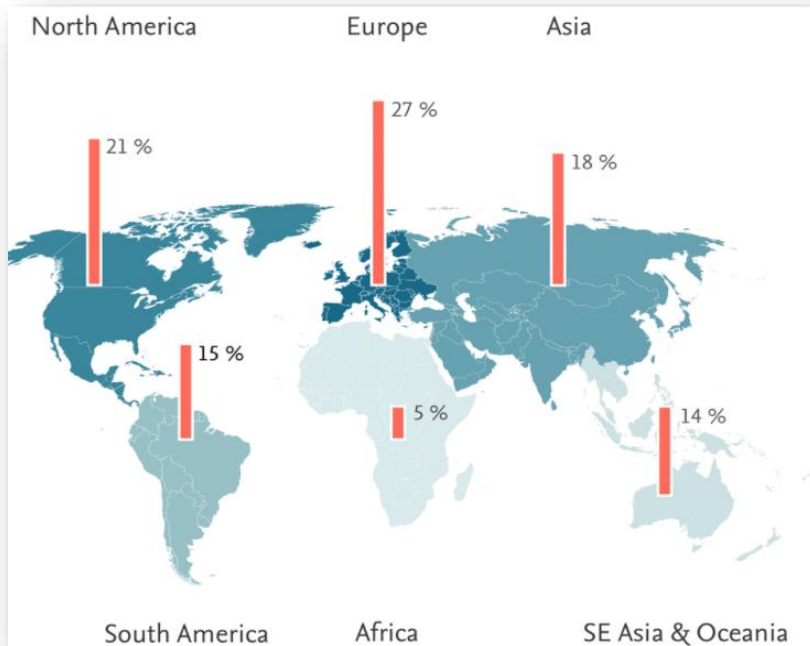 North America
Europe
Asia
21 %
27 %
18 %
15 %
5 %
14 %
South America
Africa
SE Asia & Oceania